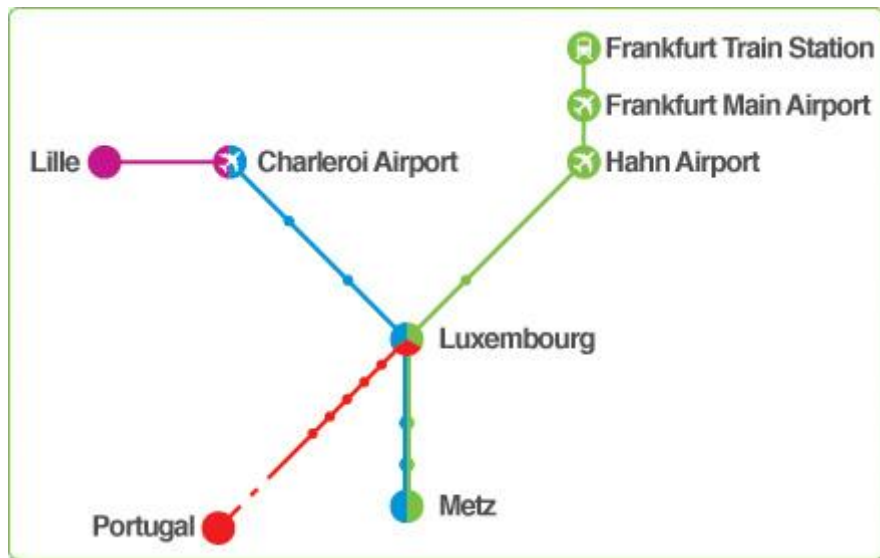 Frankfurt Train Station
Frankfurt Main Airport
Lille
Charleroi Airport
Hahn Airport
Luxembourg
Metz
Portugal